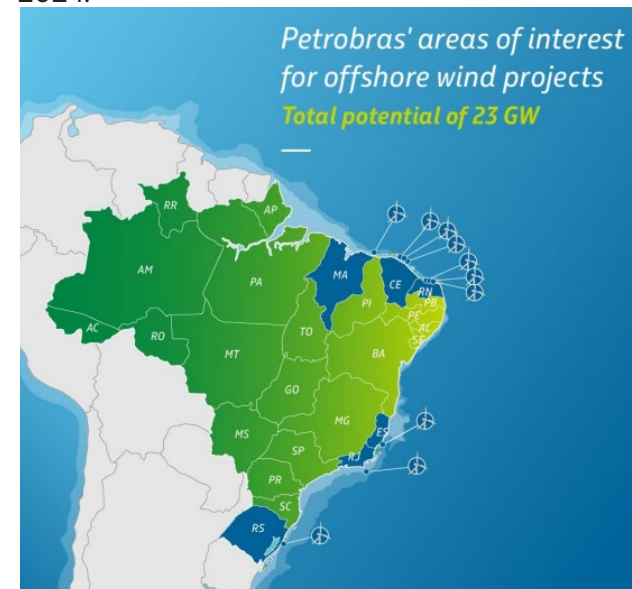 2024.
Petrobras' areas of interest
for offshore wind projects
Total potential of 23 GW
RR
AP
AM
PA
MA
CE
RN
PB
PI
PE
AL
SE
AC
RO
TO
BA
MT
GO
MG
ES
MS
SP
RJ
PR
SC
RS